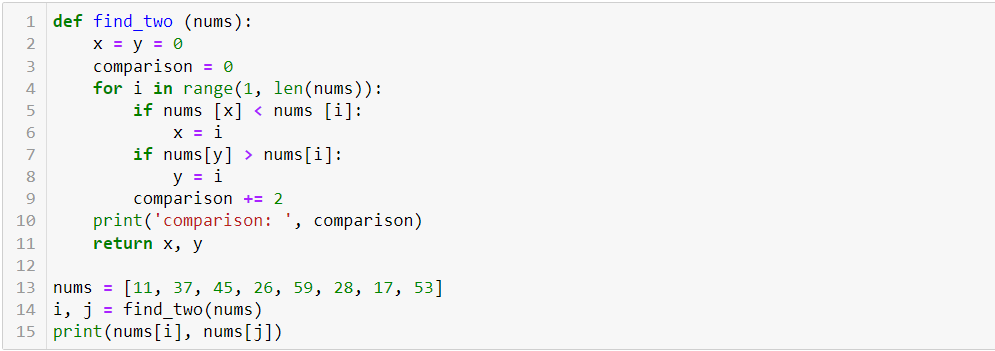 1 def find_two (nums):
2     x = y = 0
3     comparison = 0
4     for i in range(1, len(nums)):
5         if nums [x] < nums [i]:
6             x = i
7         if nums[y] > nums[i]:
8             y = i
9         comparison += 2
10     print('comparison: ', comparison)
11     return x, y
12
13 nums = [11, 37, 45, 26, 59, 28, 17, 53]
14 i, j = find_two(nums)
15 print(nums[i], nums[j])